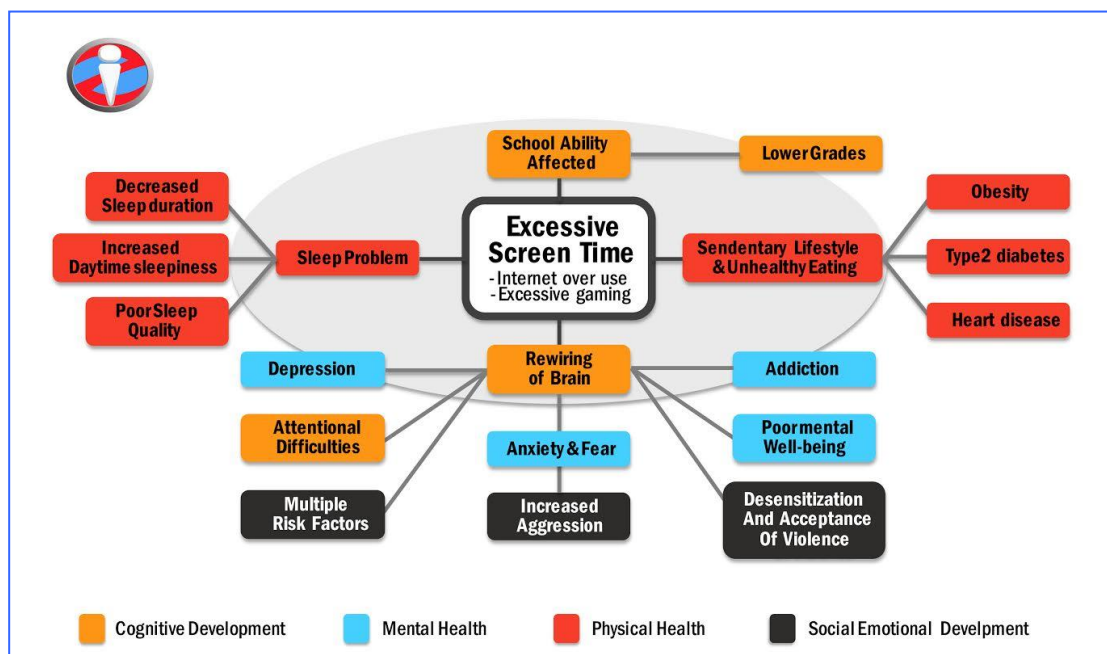 School Ability
Affected
Lower Grades
Decreased
Sleep duration
Obesity
Excessive
Screen Time
- Internet over use
- Excessive gaming
Increased
Daytime sleepiness
Sleep Problem
Sendentary Lifestyle
& Unhealthy Eating
Type2 diabetes
Poor Sleep
Quality
Heart disease
Depression
Rewiring
of Brain
Addiction
Attentional
Difficulties
Anxiety & Fear
Poor mental
Well-being
Multiple
Risk Factors
Increased
Aggression
Desensitization
And Acceptance
Of Violence
Cognitive Development
Mental Health
Physical Health
Social Emotional Develpment